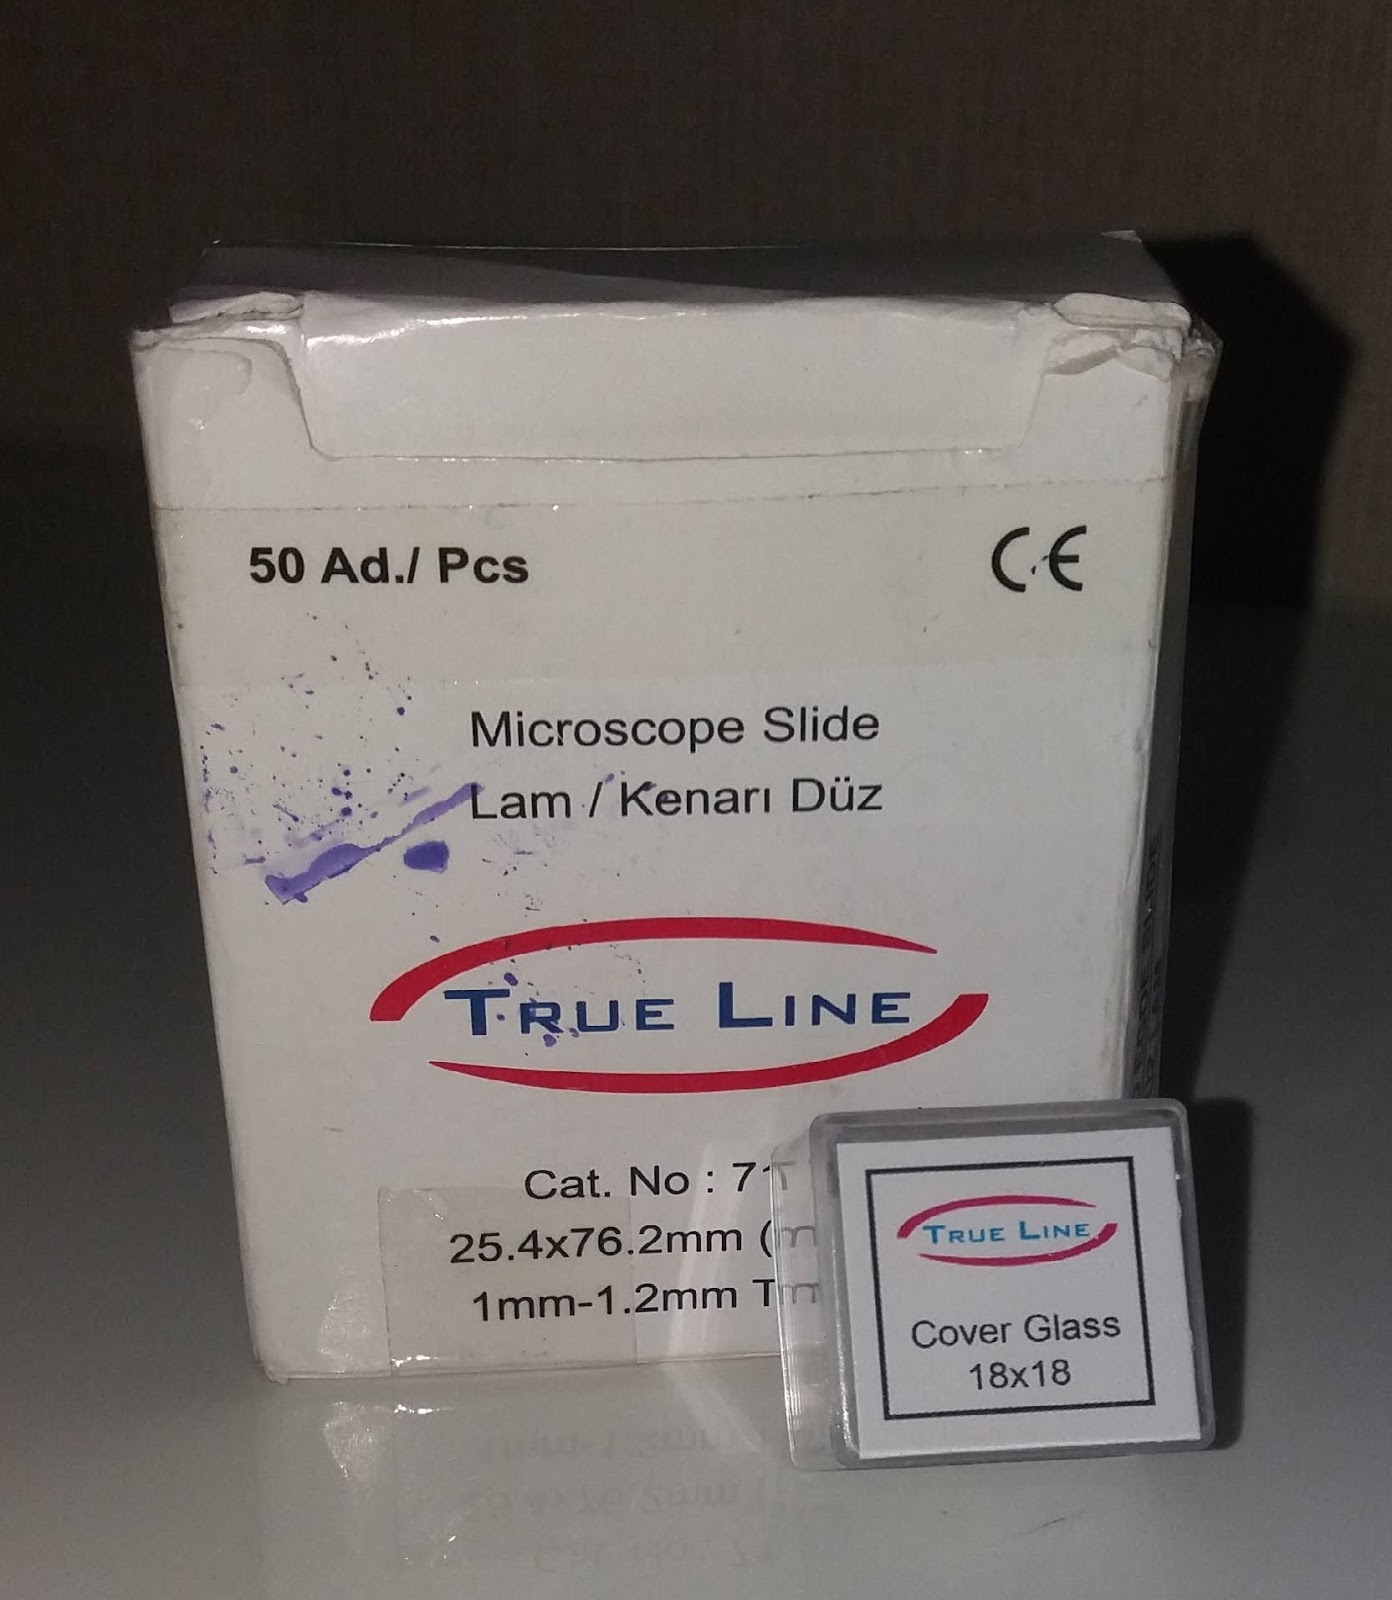 50 Ad./ Pcs
CE
Microscope Slide
Lam / Kenarı Düz
TRUE LINE
Cat. No : 71
25.4x76.2mm (m
1mm-1.2mm Tm
TRUE LINE
Cover Glass
18x18